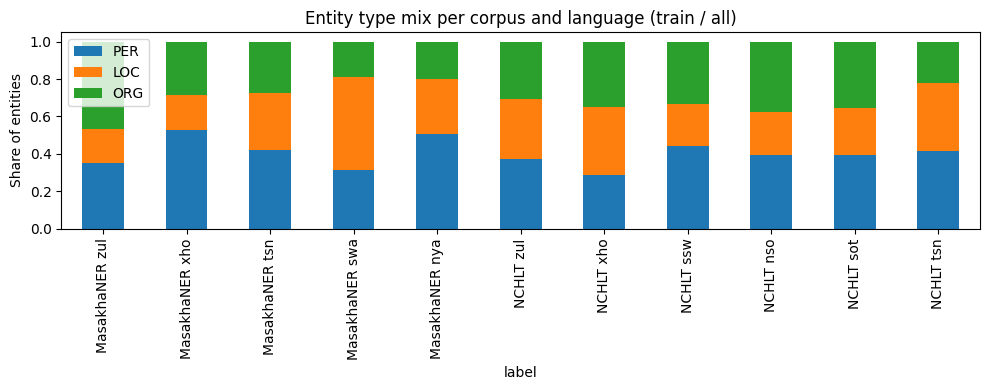 Entity type mix per corpus and language (train / all)
Share of entities
1.0
0.8
0.6
0.4
0.2
0.0
PER
LOC
ORG
MasakhaNER zul
MasakhaNER xho
MasakhaNER tsn
MasakhaNER swa
MasakhaNER nya
NCHLT zul
NCHLT xho
NCHLT ssw
NCHLT nso
NCHLT sot
NCHLT tsn
label